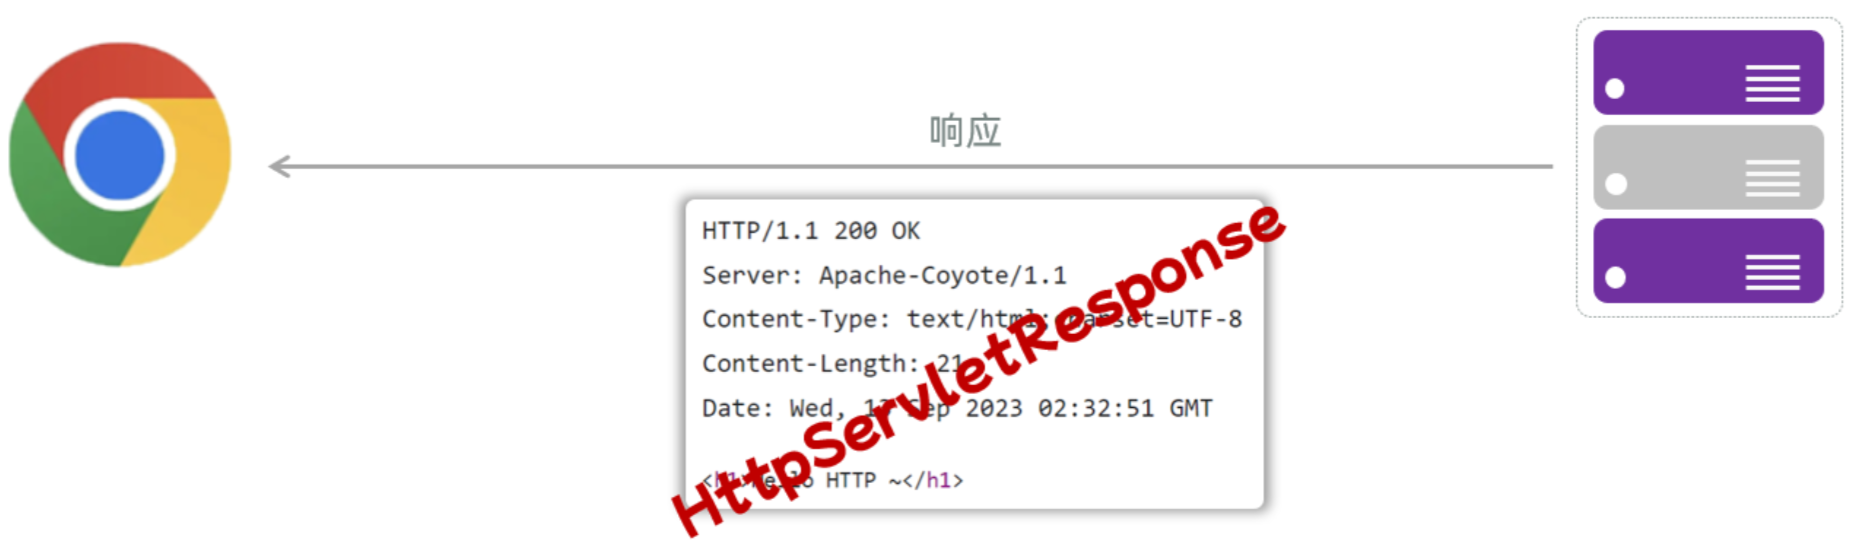 响应
HTTP/1.1 200 OK
Server: Apache-Coyote/1.1
Content-Type: text/html; charset=UTF-8
Content-Length: 21
Date: Wed, 13 Sep 2023 02:32:51 GMT
<h1>Hello HTTP ~</h1>
HttpServletResponse